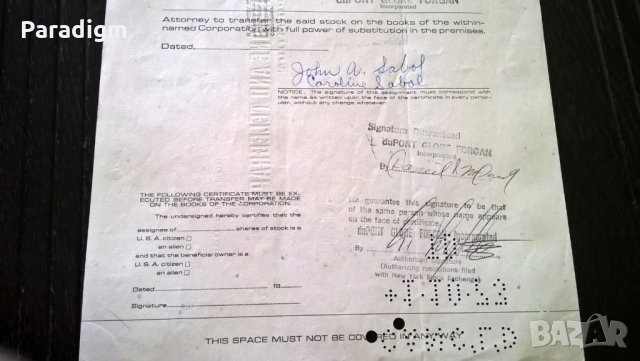 Paradigm
duPONT GLORE FORGAN
Incorporated
Attorney to transfer the said stock on the books of the within-
named Corporation with full power of substitution in the premises.
Dated,
John A. Sabol
Caroline Sabol
NOTICE: The signature of this assignment must correspond with
the name as written upon the face of the certificate in every partic-
ular, without any change whatever.
Signature Guaranteed
duPONT GLORE FORGAN
Incorporated
By
THE FOLLOWING CERTIFICATE MUST BE EX-
ECUTED BEFORE TRANSFER MAY BE MADE
ON THE BOOKS OF THE CORPORATION.
The undersigned hereby certifies that the
assignee of shares of stock is a
U. S. A. citizen
an alien
and that the beneficial owner is a
U. S. A. citizen
an alien
Dated 19
Signature
We guarantee this signature to be that
of the same person whose name appears
on the face of certificate.
duPONT GLORE FORGAN Incorporated
By
Authorized Signature
(Authorizing resolutions filed
with New York Stock Exchange)
THIS SPACE MUST NOT BE COVERED IN ANY WAY
BAZAR.BG